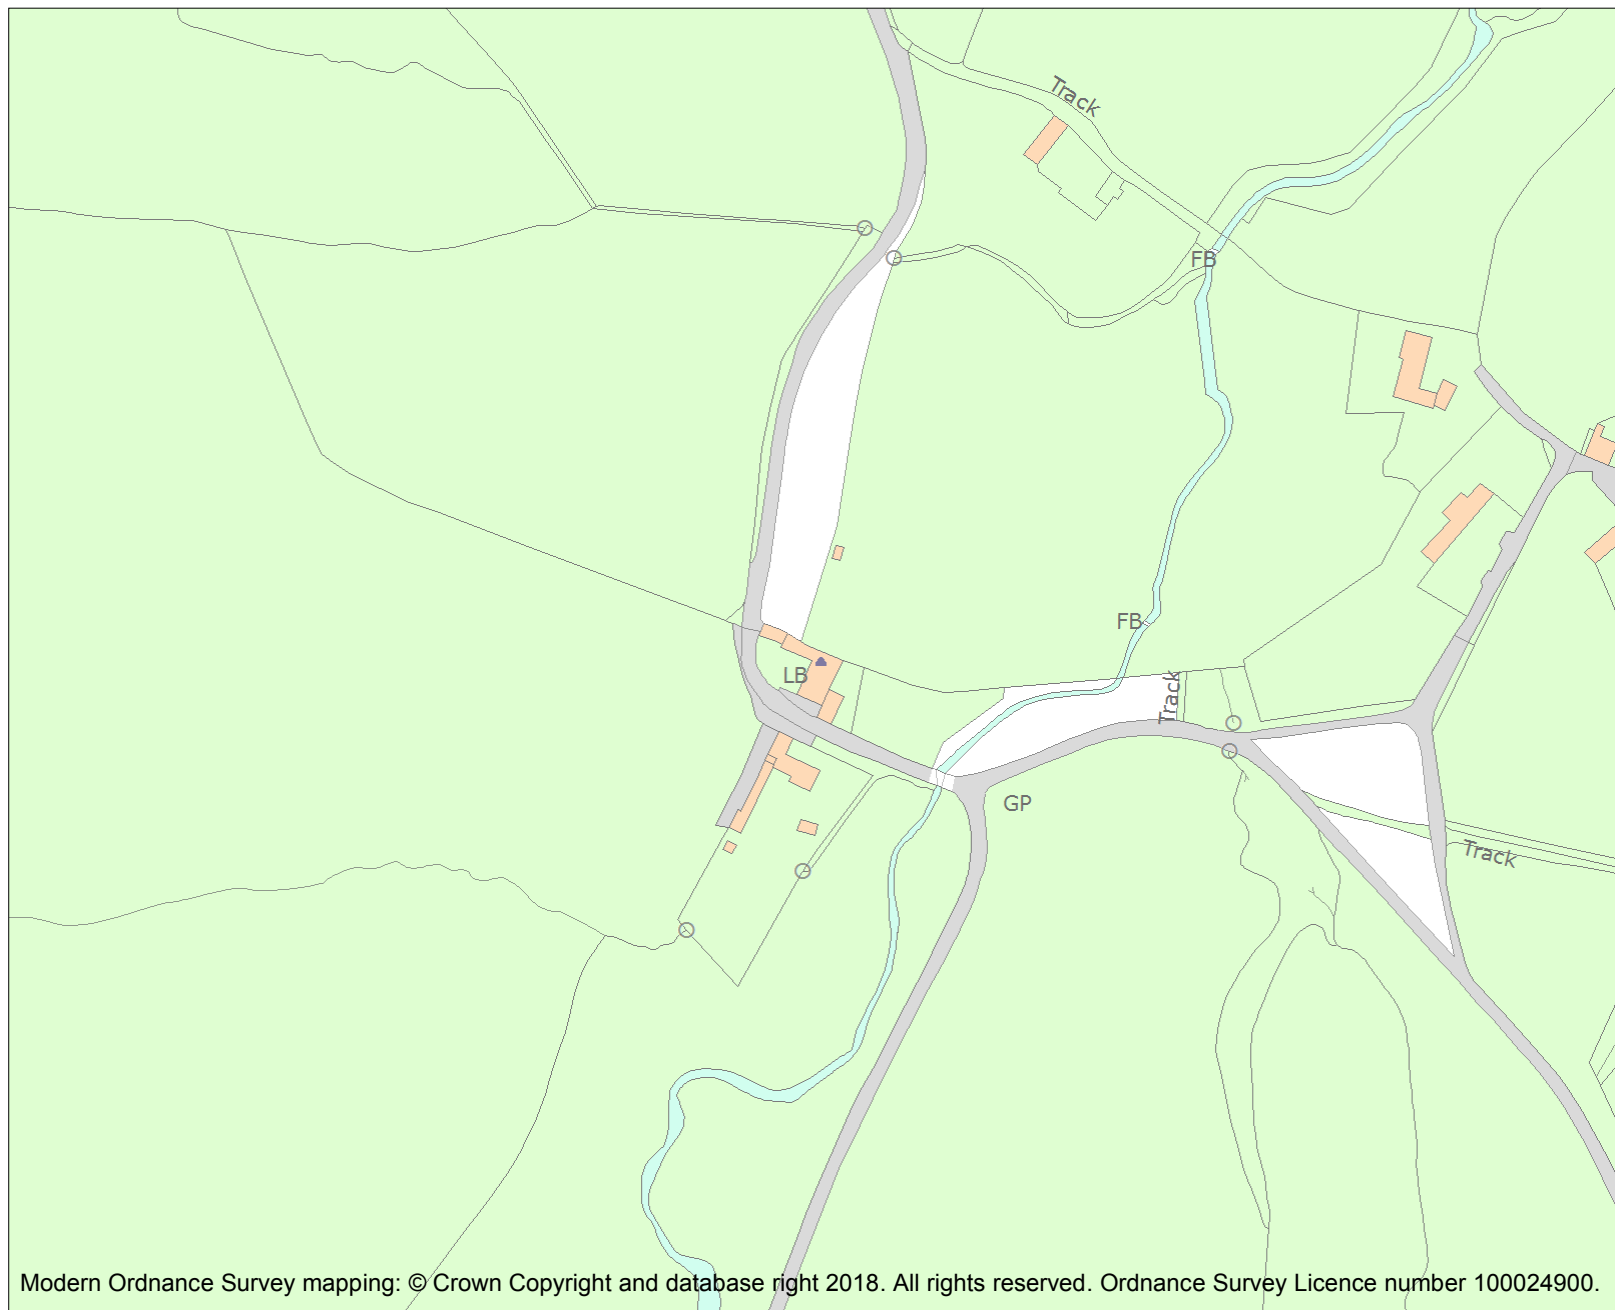 Track
FB
FB
LB
Track
GP
Track
Modern Ordnance Survey mapping: © Crown Copyright and database right 2018. All rights reserved. Ordnance Survey Licence number 100024900.